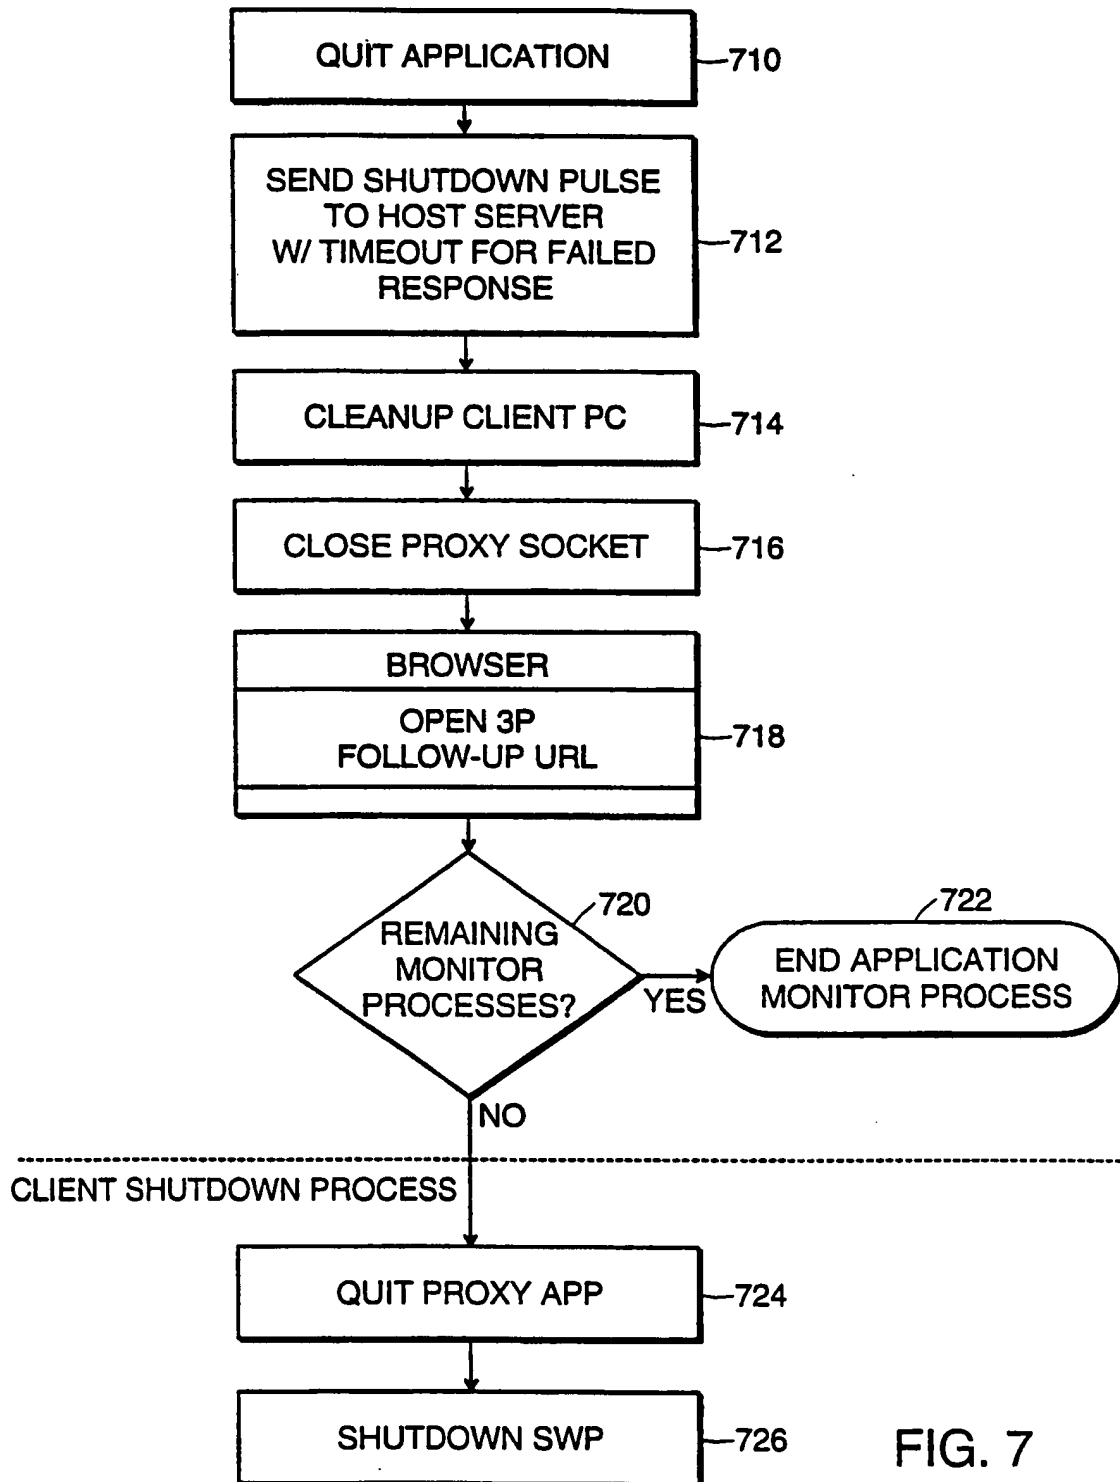 QUIT APPLICATION
710
SEND SHUTDOWN PULSE
TO HOST SERVER
W/ TIMEOUT FOR FAILED
RESPONSE
712
CLEANUP CLIENT PC
714
CLOSE PROXY SOCKET
716
BROWSER
OPEN 3P
FOLLOW-UP URL
718
720
REMAINING
MONITOR
PROCESSES?
YES
722
END APPLICATION
MONITOR PROCESS
NO
CLIENT SHUTDOWN PROCESS
QUIT PROXY APP
724
SHUTDOWN SWP
726
FIG. 7